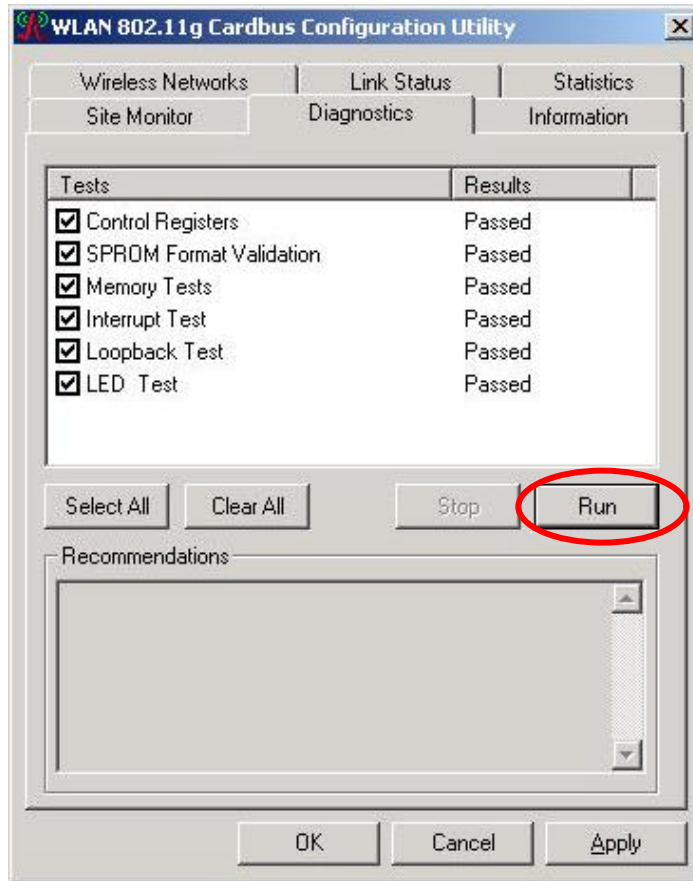 WLAN 802.11g Cardbus Configuration Utility
Wireless Networks Link Status Statistics
Site Monitor Diagnostics Information
Tests Results
Control Registers Passed
SPROM Format Validation Passed
Memory Tests Passed
Interrupt Test Passed
Loopback Test Passed
LED Test Passed
Select All Clear All Stop Run
Recommendations
OK Cancel Apply